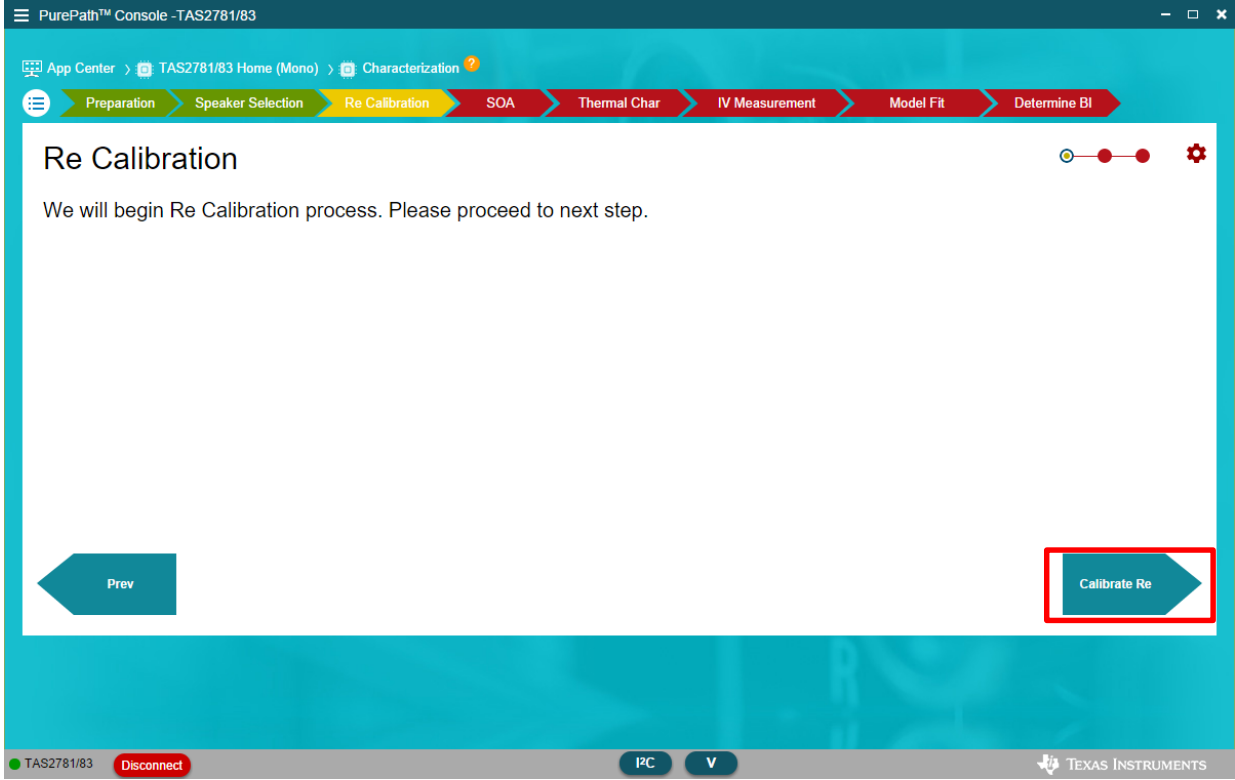 PurePath™ Console -TAS2781/83
App Center > TAS2781/83 Home (Mono) > Characterization ?
Preparation Speaker Selection Re Calibration SOA Thermal Char IV Measurement Model Fit Determine Bl
Re Calibration
We will begin Re Calibration process. Please proceed to next step.
Prev Calibrate Re
R
TAS2781/83 Disconnect I²C V TEXAS INSTRUMENTS